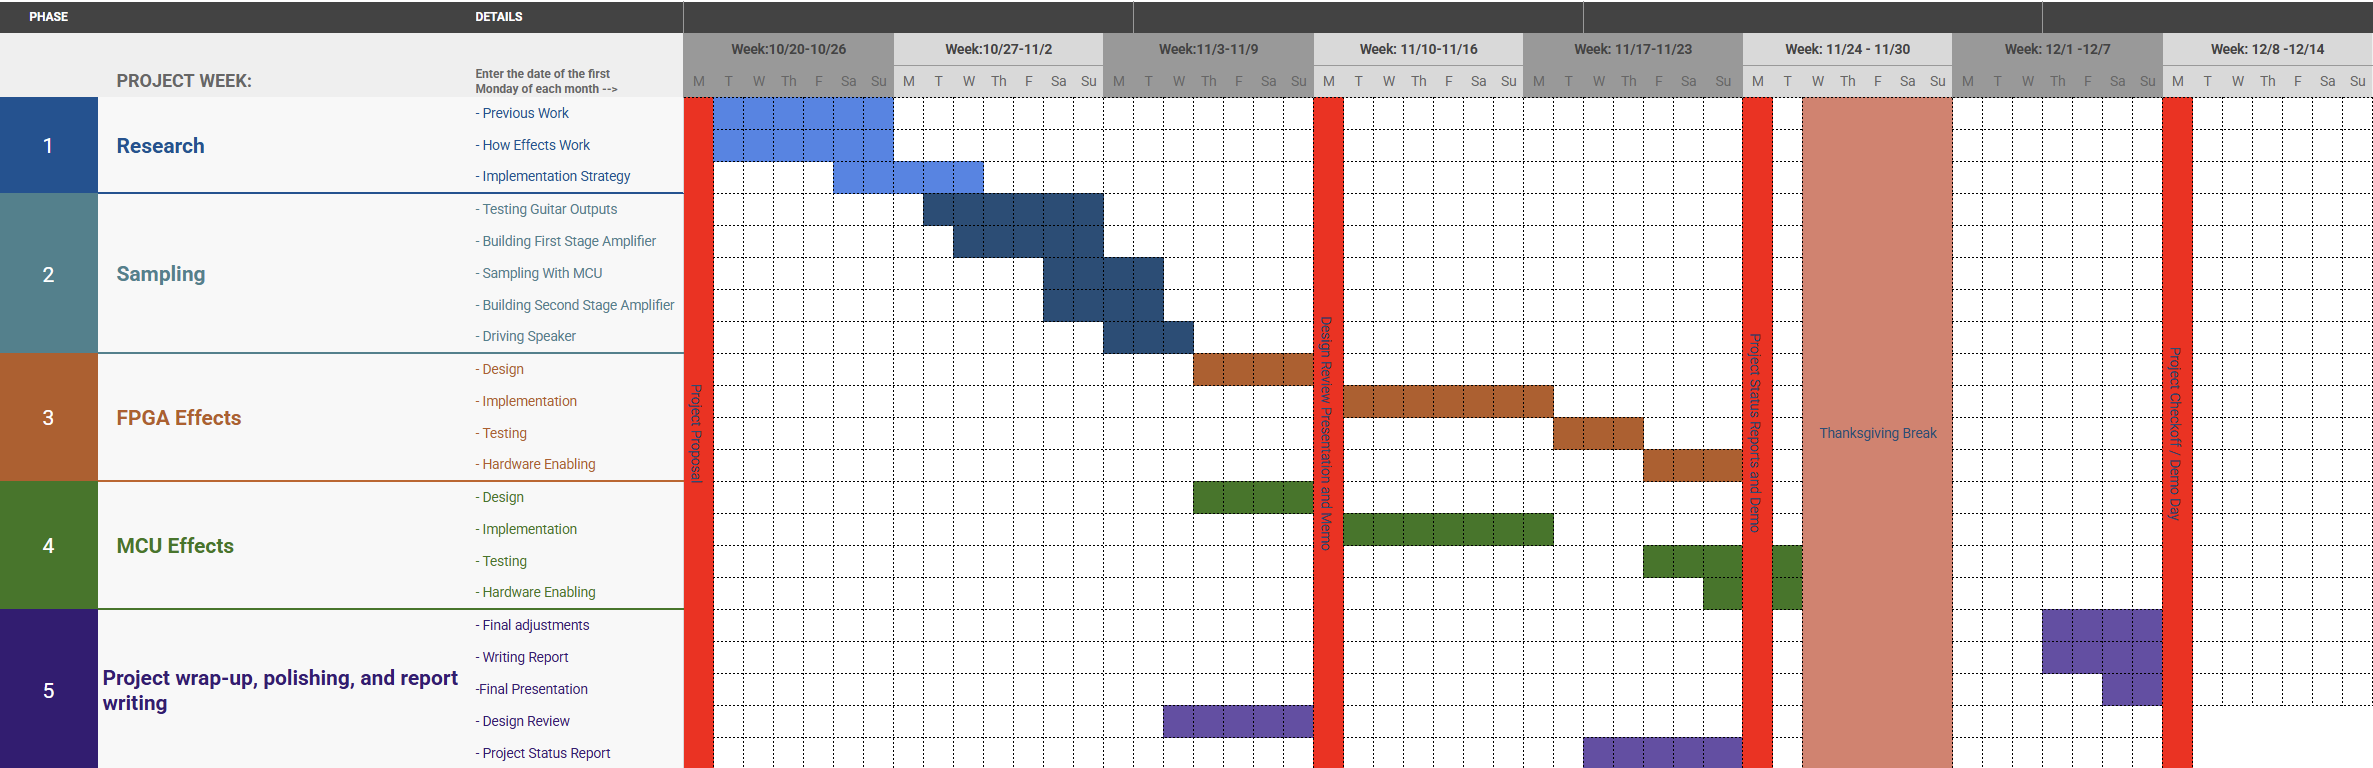 PHASE DETAILS
Week:10/20-10/26 Week:10/27-11/2 Week:11/3-11/9 Week: 11/10-11/16 Week: 11/17-11/23 Week: 11/24 - 11/30 Week: 12/1 -12/7 Week: 12/8 -12/14
PROJECT WEEK:
Enter the date of the first
Monday of each month -->
M T W Th F Sa Su M T W Th F Sa Su M T W Th F Sa Su M T W Th F Sa Su M T W Th F Sa Su M T W Th F Sa Su M T W Th F Sa Su M T W Th F Sa Su
1
Research
- Previous Work
- How Effects Work
- Implementation Strategy
2
Sampling
- Testing Guitar Outputs
- Building First Stage Amplifier
- Sampling With MCU
- Building Second Stage Amplifier
- Driving Speaker
3
FPGA Effects
- Design
- Implementation
- Testing
- Hardware Enabling
4
MCU Effects
- Design
- Implementation
- Testing
- Hardware Enabling
5
Project wrap-up, polishing, and report
writing
- Final adjustments
- Writing Report
-Final Presentation
- Design Review
- Project Status Report
Project Proposal
Design Review Presentation and Memo
Project Status Reports and Demo
Thanksgiving Break
Project Checkoff / Demo Day